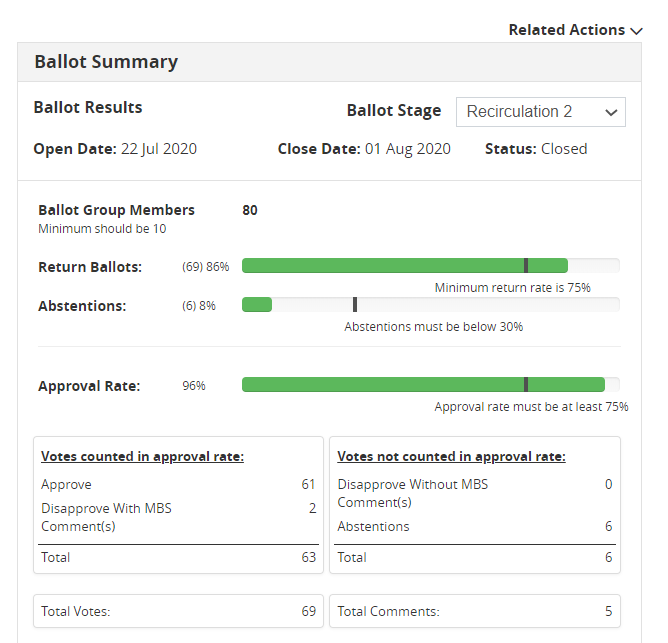 Related Actions
Ballot Summary
Ballot Results
Ballot Stage Recirculation 2
Open Date: 22 Jul 2020 Close Date: 01 Aug 2020 Status: Closed
Ballot Group Members 80
Minimum should be 10
Return Ballots: (69) 86%
Minimum return rate is 75%
Abstentions: (6) 8%
Abstentions must be below 30%
Approval Rate: 96%
Approval rate must be at least 75%
Votes counted in approval rate:
Approve 61
Disapprove With MBS 2
Comment(s)
Total 63
Votes not counted in approval rate:
Disapprove Without MBS 0
Comment(s)
Abstentions 6
Total 6
Total Votes: 69
Total Comments: 5